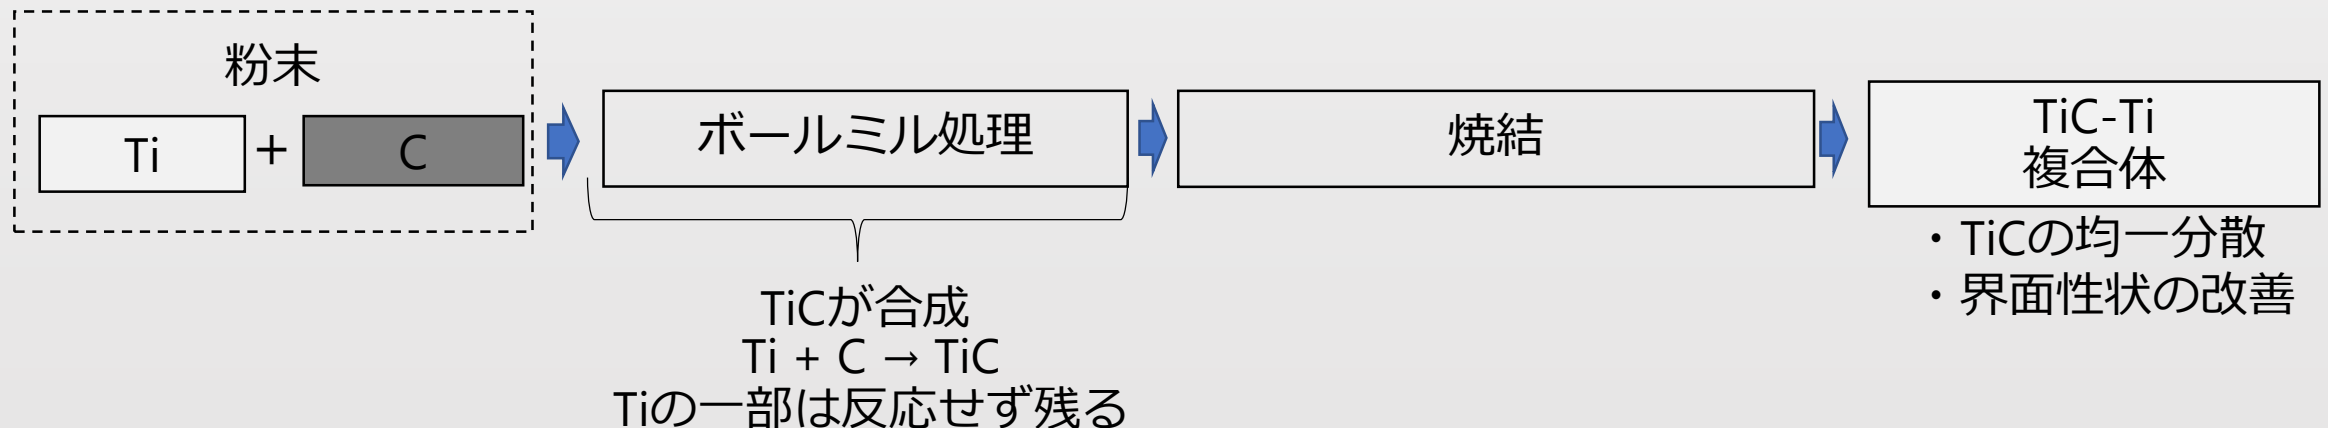 粉末
Ti + C
ボールミル処理
焼結
TiC-Ti
複合体
・TiCの均一分散
・界面性状の改善
TiCが合成
Ti + C → TiC
Tiの一部は反応せず残る